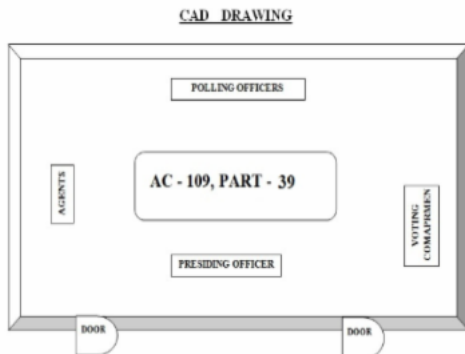 CAD DRAWING
POLLING OFFICERS
AGENTS
AC - 109, PART - 39
VOTING
COMAPRMEN
PRESIDING OFFICER
DOOR
DOOR